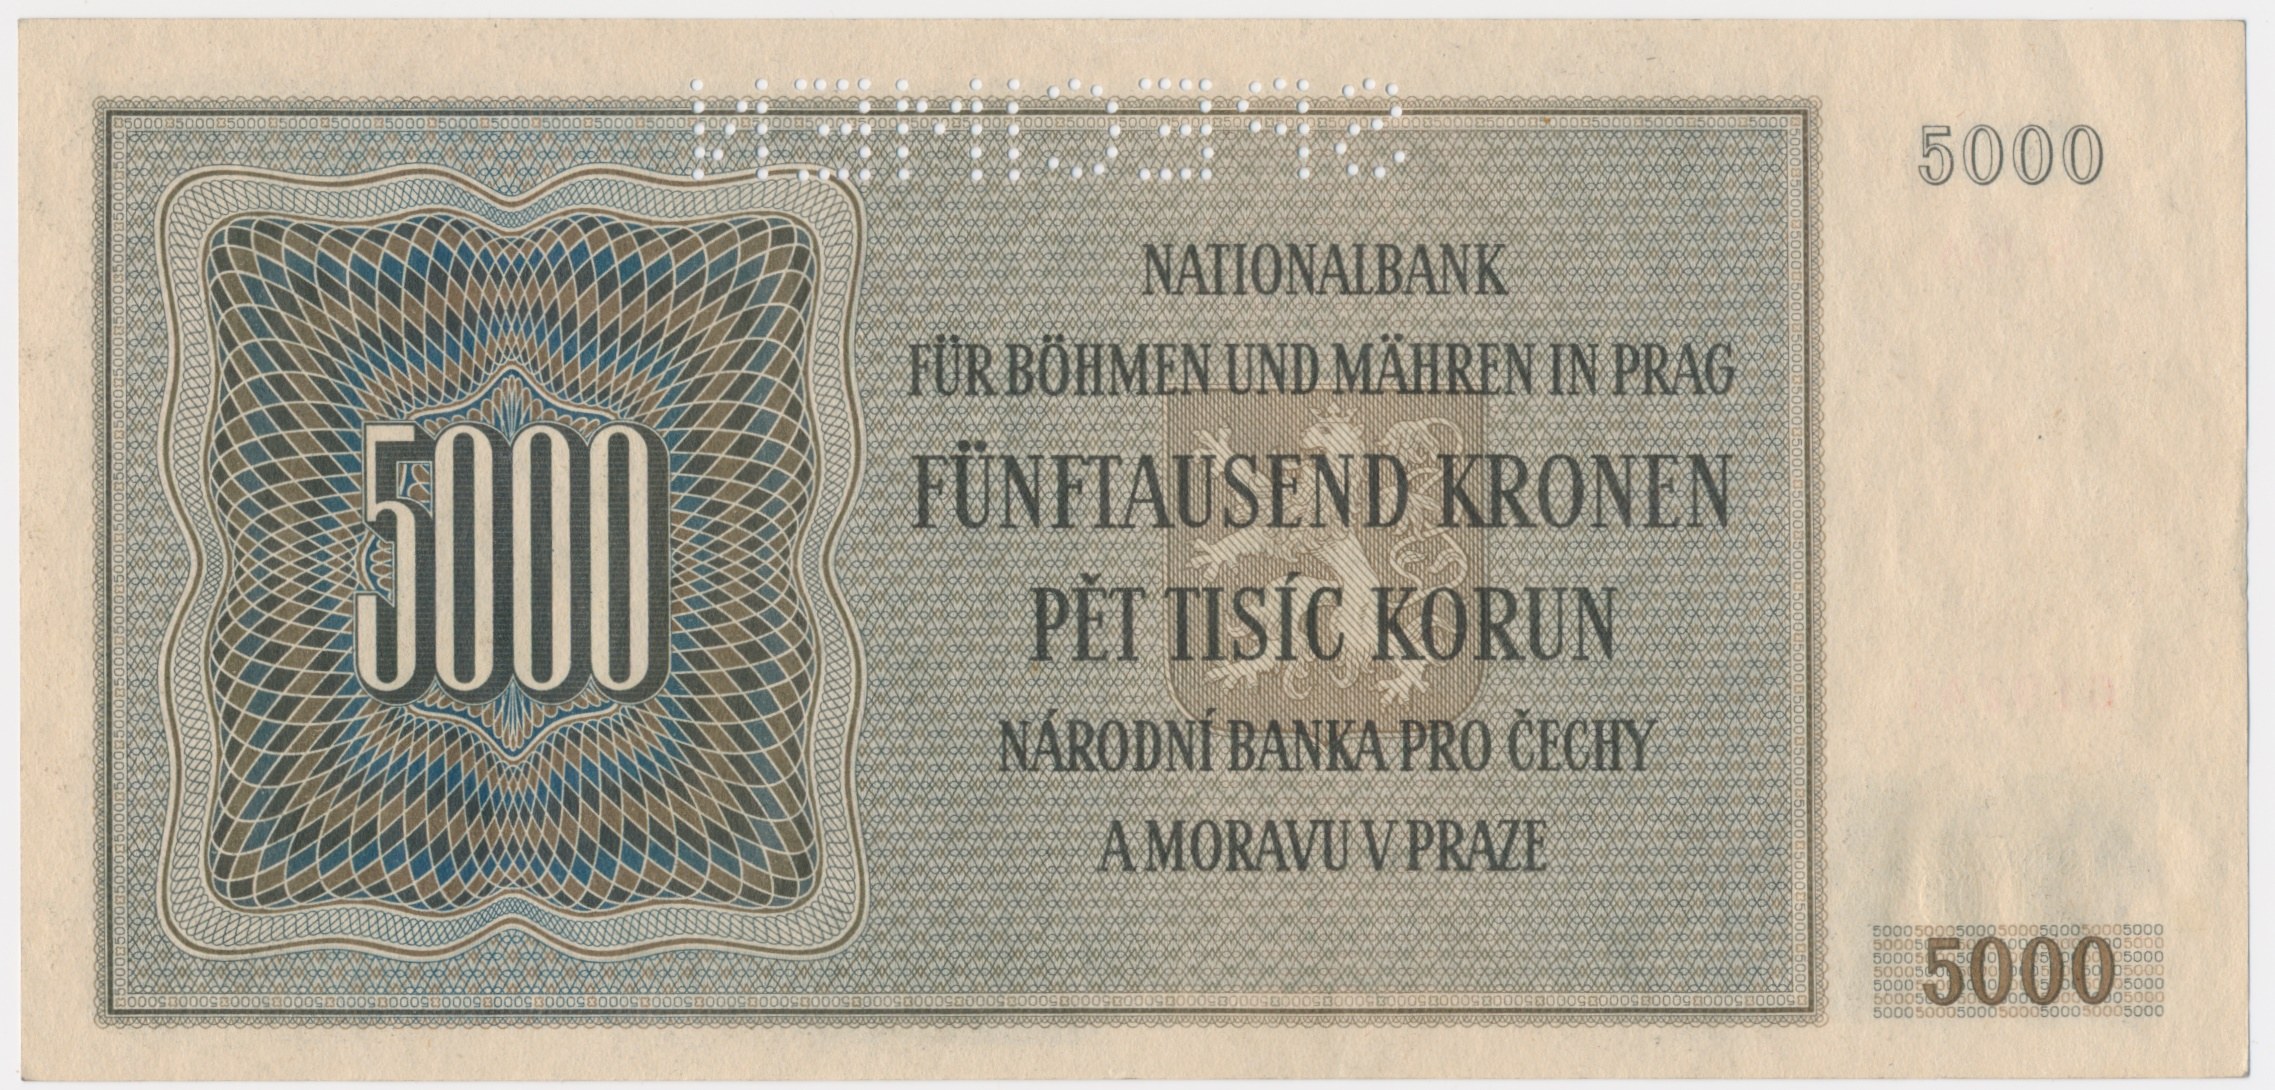 SPECIMEN
5000
NATIONALBANK
FÜR BÖHMEN UND MÄHREN IN PRAG
FÜNFTAUSEND KRONEN
PĚT TISÍC KORUN
NÁRODNÍ BANKA PRO ČECHY
A MORAVU V PRAZE
5000
5000